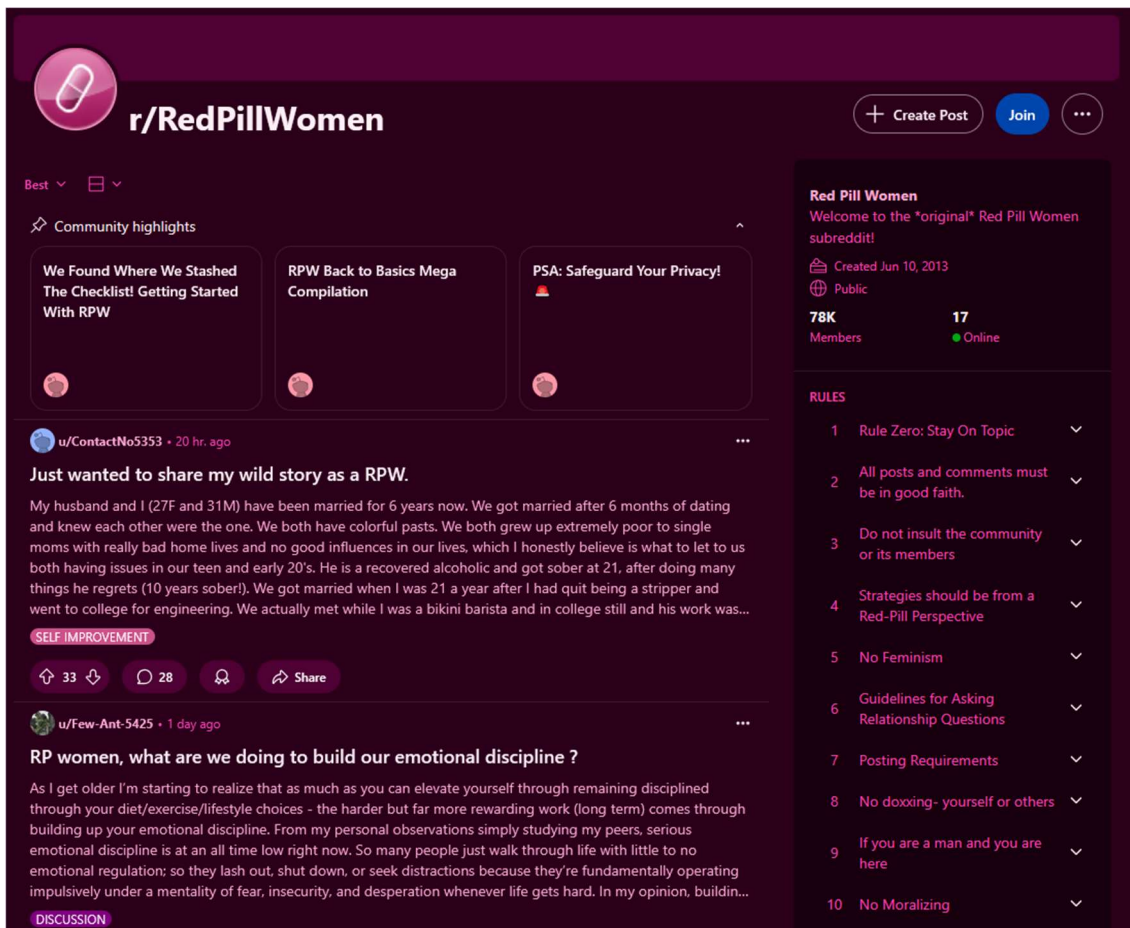 r/RedPillWomen
Create Post
Join
Best
Community highlights
We Found Where We Stashed
The Checklist! Getting Started
With RPW
RPW Back to Basics Mega
Compilation
PSA: Safeguard Your Privacy!
u/ContactNo5353 • 20 hr. ago
Just wanted to share my wild story as a RPW.
My husband and I (27F and 31M) have been married for 6 years now. We got married after 6 months of dating
and knew each other were the one. We both have colorful pasts. We both grew up extremely poor to single
moms with really bad home lives and no good influences in our lives, which I honestly believe is what to let to us
both having issues in our teen and early 20's. He is a recovered alcoholic and got sober at 21, after doing many
things he regrets (10 years sober!). We got married when I was 21 a year after I had quit being a stripper and
went to college for engineering. We actually met while I was a bikini barista and in college still and his work was...
SELF IMPROVEMENT
33
28
Share
u/Few-Ant-5425 • 1 day ago
RP women, what are we doing to build our emotional discipline ?
As I get older I'm starting to realize that as much as you can elevate yourself through remaining disciplined
through your diet/exercise/lifestyle choices - the harder but far more rewarding work (long term) comes through
building up your emotional discipline. From my personal observations simply studying my peers, serious
emotional discipline is at an all time low right now. So many people just walk through life with little to no
emotional regulation; so they lash out, shut down, or seek distractions because they're fundamentally operating
impulsively under a mentality of fear, insecurity, and desperation whenever life gets hard. In my opinion, buildin...
DISCUSSION
Red Pill Women
Welcome to the *original* Red Pill Women
subreddit!
Created Jun 10, 2013
Public
78K
Members
17
Online
RULES
1 Rule Zero: Stay On Topic
2 All posts and comments must
be in good faith.
3 Do not insult the community
or its members
4 Strategies should be from a
Red-Pill Perspective
5 No Feminism
6 Guidelines for Asking
Relationship Questions
7 Posting Requirements
8 No doxxing- yourself or others
9 If you are a man and you are
here
10 No Moralizing